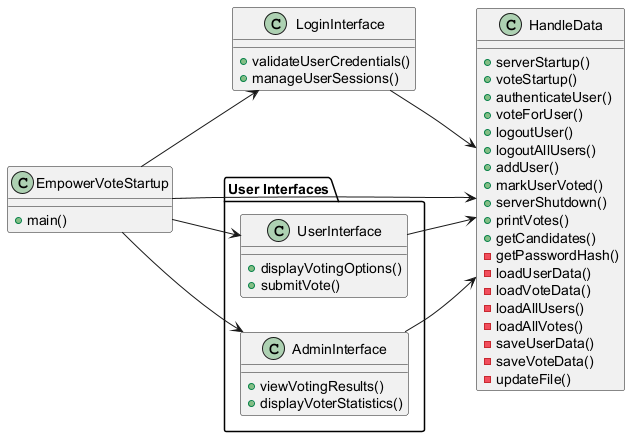 C LoginInterface
validateUserCredentials()
manageUserSessions()
C HandleData
serverStartup()
voteStartup()
authenticateUser()
voteForUser()
logoutUser()
logoutAllUsers()
addUser()
markUserVoted()
serverShutdown()
printVotes()
getCandidates()
getPasswordHash()
loadUserData()
loadVoteData()
loadAllUsers()
loadAllVotes()
saveUserData()
saveVoteData()
updateFile()
C EmpowerVoteStartup
main()
User Interfaces
C UserInterface
displayVotingOptions()
submitVote()
C AdminInterface
viewVotingResults()
displayVoterStatistics()